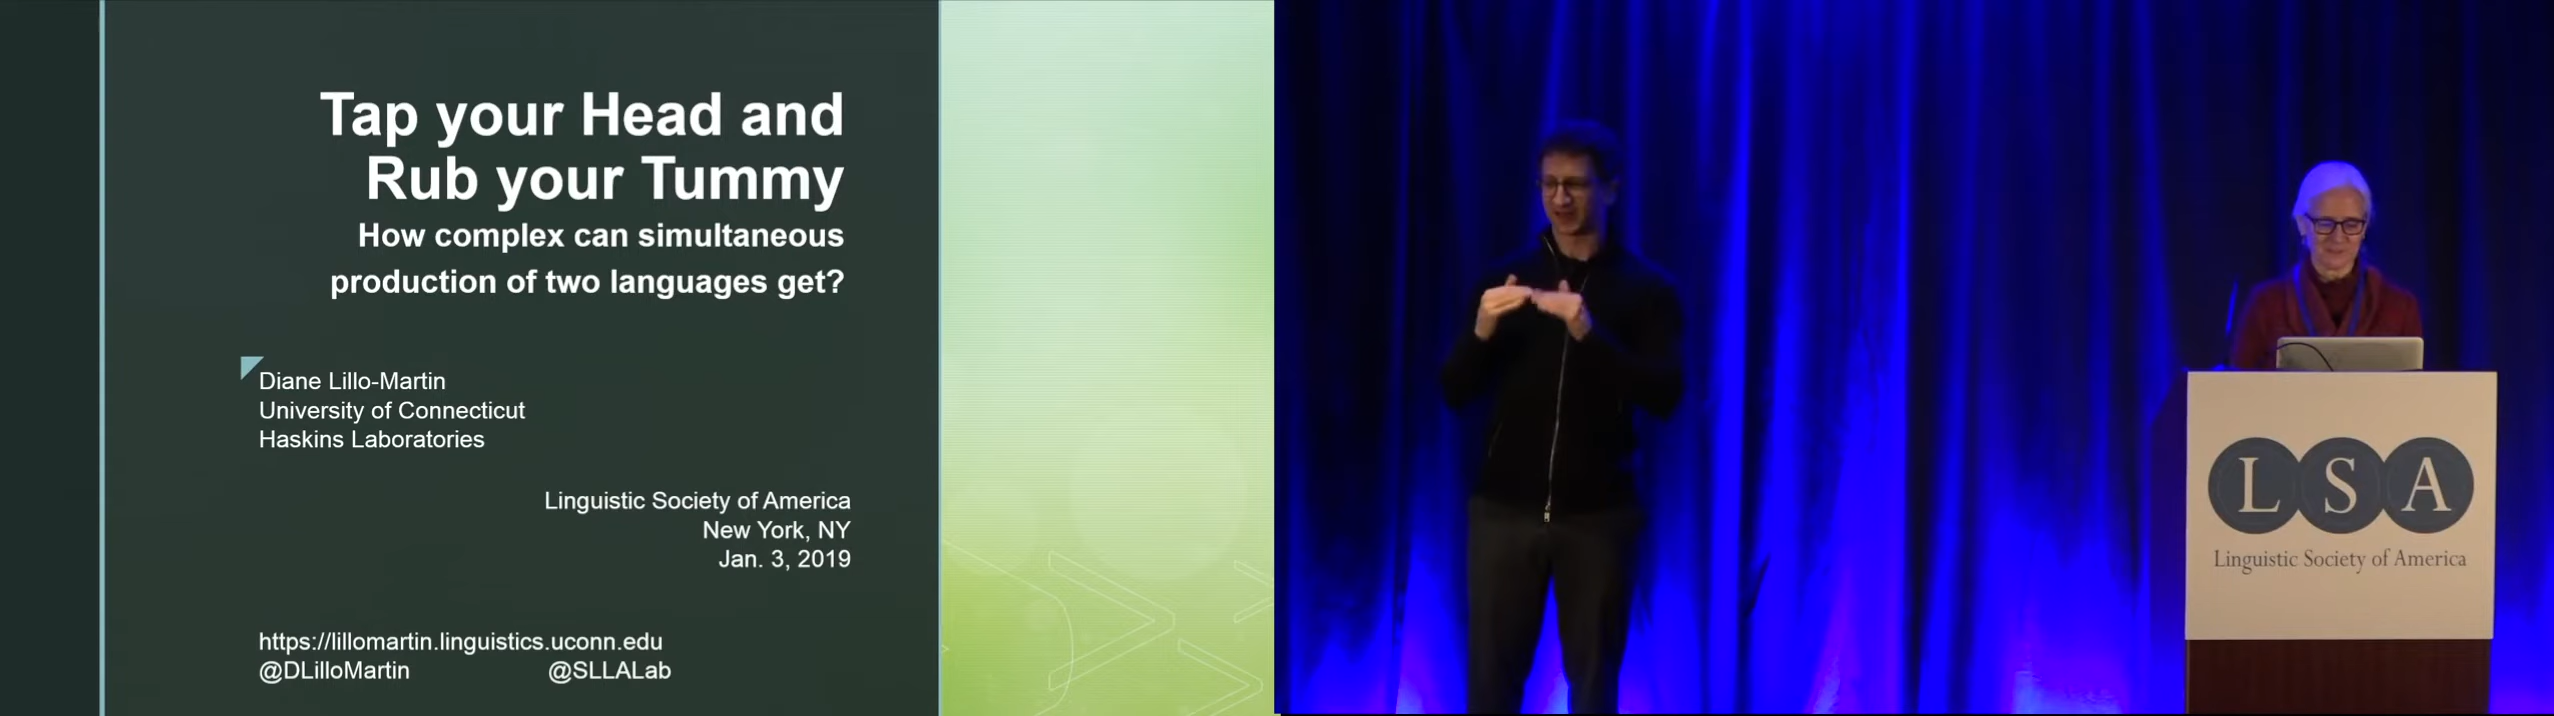 Tap your Head and
Rub your Tummy
How complex can simultaneous
production of two languages get?
Diane Lillo-Martin
University of Connecticut
Haskins Laboratories
Linguistic Society of America
New York, NY
Jan. 3, 2019
https://lillomartin.linguistics.uconn.edu
@DLilloMartin @SLLALab
LSA
Linguistic Society of America